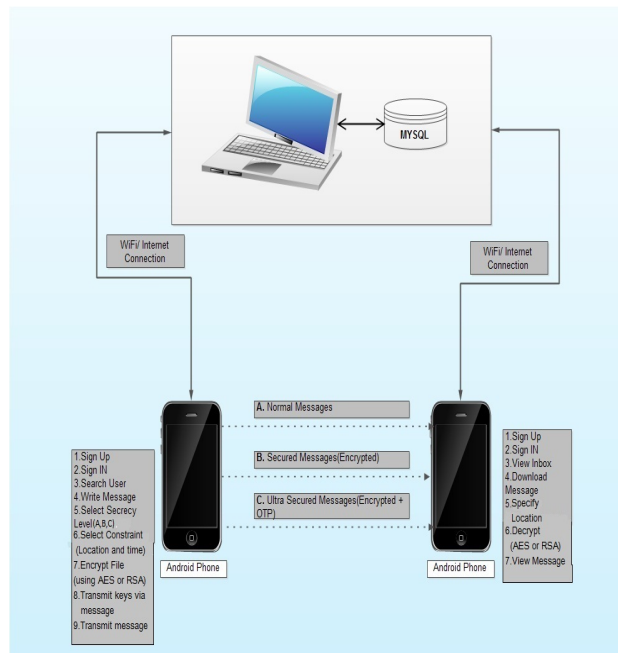 MYSQL
WiFi/ Internet
Connection
WiFi/ Internet
Connection
A. Normal Messages
B. Secured Messages(Encrypted)
C. Ultra Secured Messages(Encrypted +
OTP)
1.Sign Up
2.Sign IN
3.Search User
4.Write Message
5.Select Secrecy
Level(A,B,C)
6.Select Constraint
(Location and time)
7.Encrypt File
(using AES or RSA)
8.Transmit keys via
message
9.Transmit message
Android Phone
Android Phone
1.Sign Up
2.Sign IN
3.View Inbox
4.Download
Message
5.Specify
Location
6.Decrypt
(AES or RSA)
7.View Message